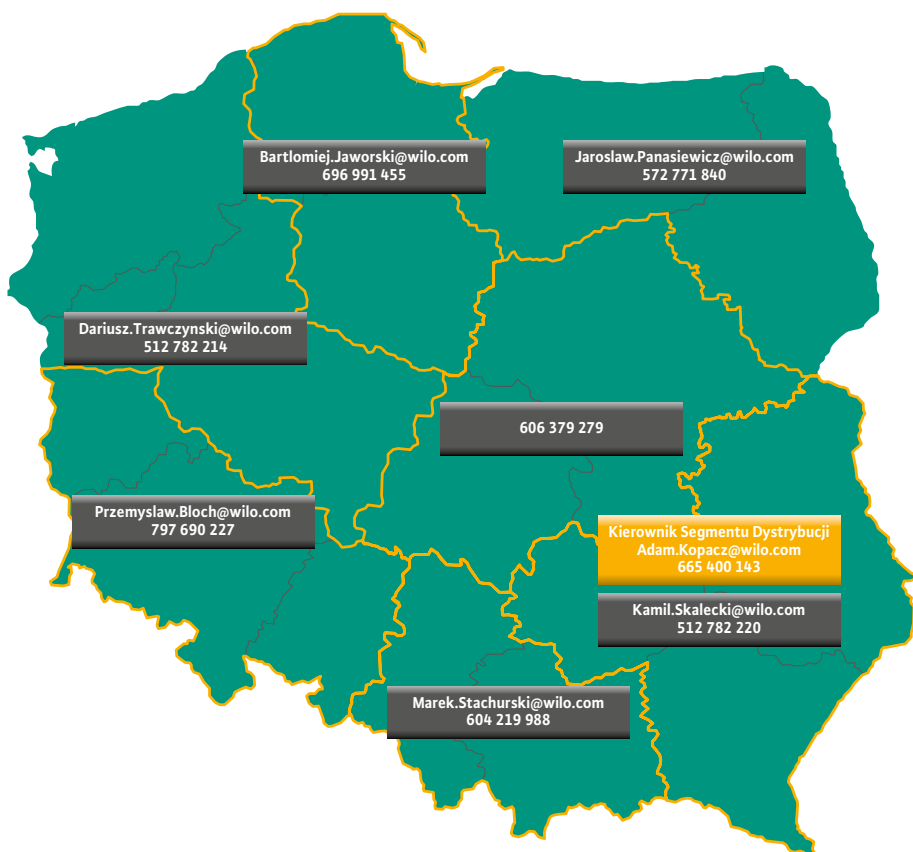 Bartlomiej.Jaworski@wilo.com
696 991 455
Jaroslaw.Panasiewicz@wilo.com
572 771 840
Dariusz.Trawczynski@wilo.com
512 782 214
606 379 279
Przemyslaw.Bloch@wilo.com
797 690 227
Kierownik Segmentu Dystrybucji
Adam.Kopacz@wilo.com
665 400 143
Kamil.Skalecki@wilo.com
512 782 220
Marek.Stachurski@wilo.com
604 219 988